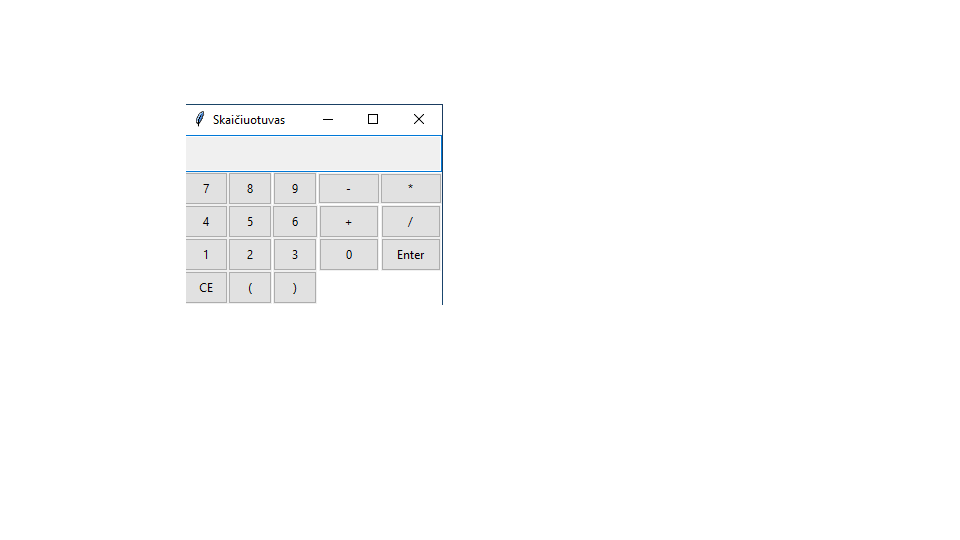 Skaičiuotuvas
7 8 9 - *
4 5 6 + /
1 2 3 0 Enter
CE ( )